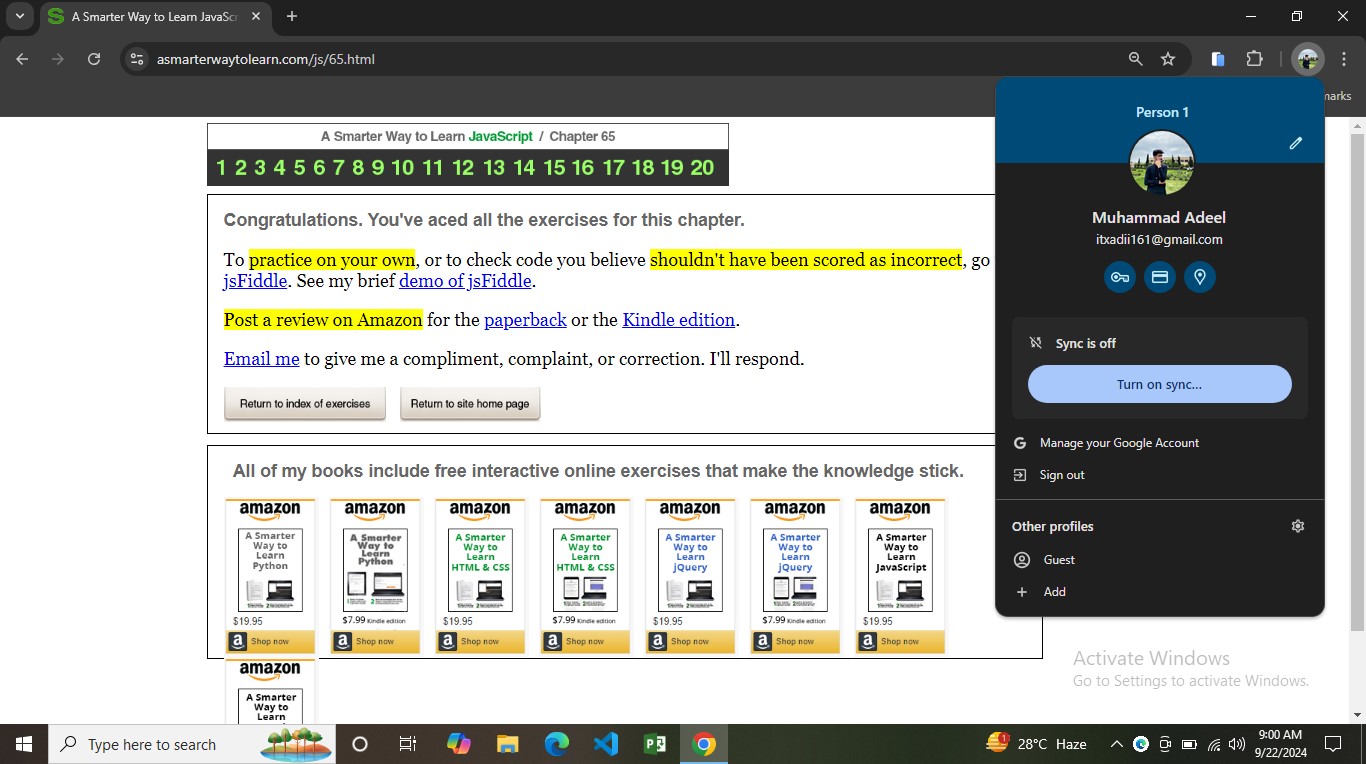 A Smarter Way to Learn JavaSc
asmarterwaytolearn.com/js/65.html
marks
A Smarter Way to Learn JavaScript / Chapter 65
1 2 3 4 5 6 7 8 9 10 11 12 13 14 15 16 17 18 19 20
Congratulations. You've aced all the exercises for this chapter.
To practice on your own, or to check code you believe shouldn't have been scored as incorrect, go
jsFiddle. See my brief demo of jsFiddle.
Post a review on Amazon for the paperback or the Kindle edition.
Email me to give me a compliment, complaint, or correction. I'll respond.
Return to index of exercises
Return to site home page
All of my books include free interactive online exercises that make the knowledge stick.
amazon
A Smarter
Way to
Learn
Python
$19.95
Shop now
amazon
A Smarter
Way to
Learn
Python
$7.99 Kindle edition
Shop now
amazon
A Smarter
Way to
Learn
HTML & CSS
$19.95
Shop now
amazon
A Smarter
Way to
Learn
HTML & CSS
$7.99 Kindle edition
Shop now
amazon
A Smarter
Way to
Learn
jQuery
$19.95
Shop now
amazon
A Smarter
Way to
Learn
jQuery
$7.99 Kindle edition
Shop now
amazon
A Smarter
Way to
Learn
JavaScript
$19.95
Shop now
amazon
A Smarter
Way to
Learn
Person 1
Muhammad Adeel
itxadii161@gmail.com
Sync is off
Turn on sync...
Manage your Google Account
Sign out
Other profiles
Guest
Add
Activate Windows
Go to Settings to activate Windows.
Type here to search
1
28°C Haze
9:00 AM
9/22/2024